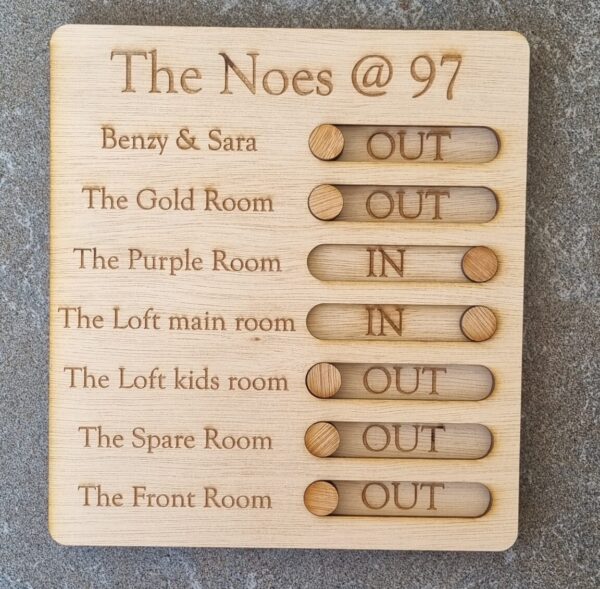 The Noes @ 97
Benzy & Sara OUT
The Gold Room OUT
The Purple Room IN
The Loft main room IN
The Loft kids room OUT
The Spare Room OUT
The Front Room OUT